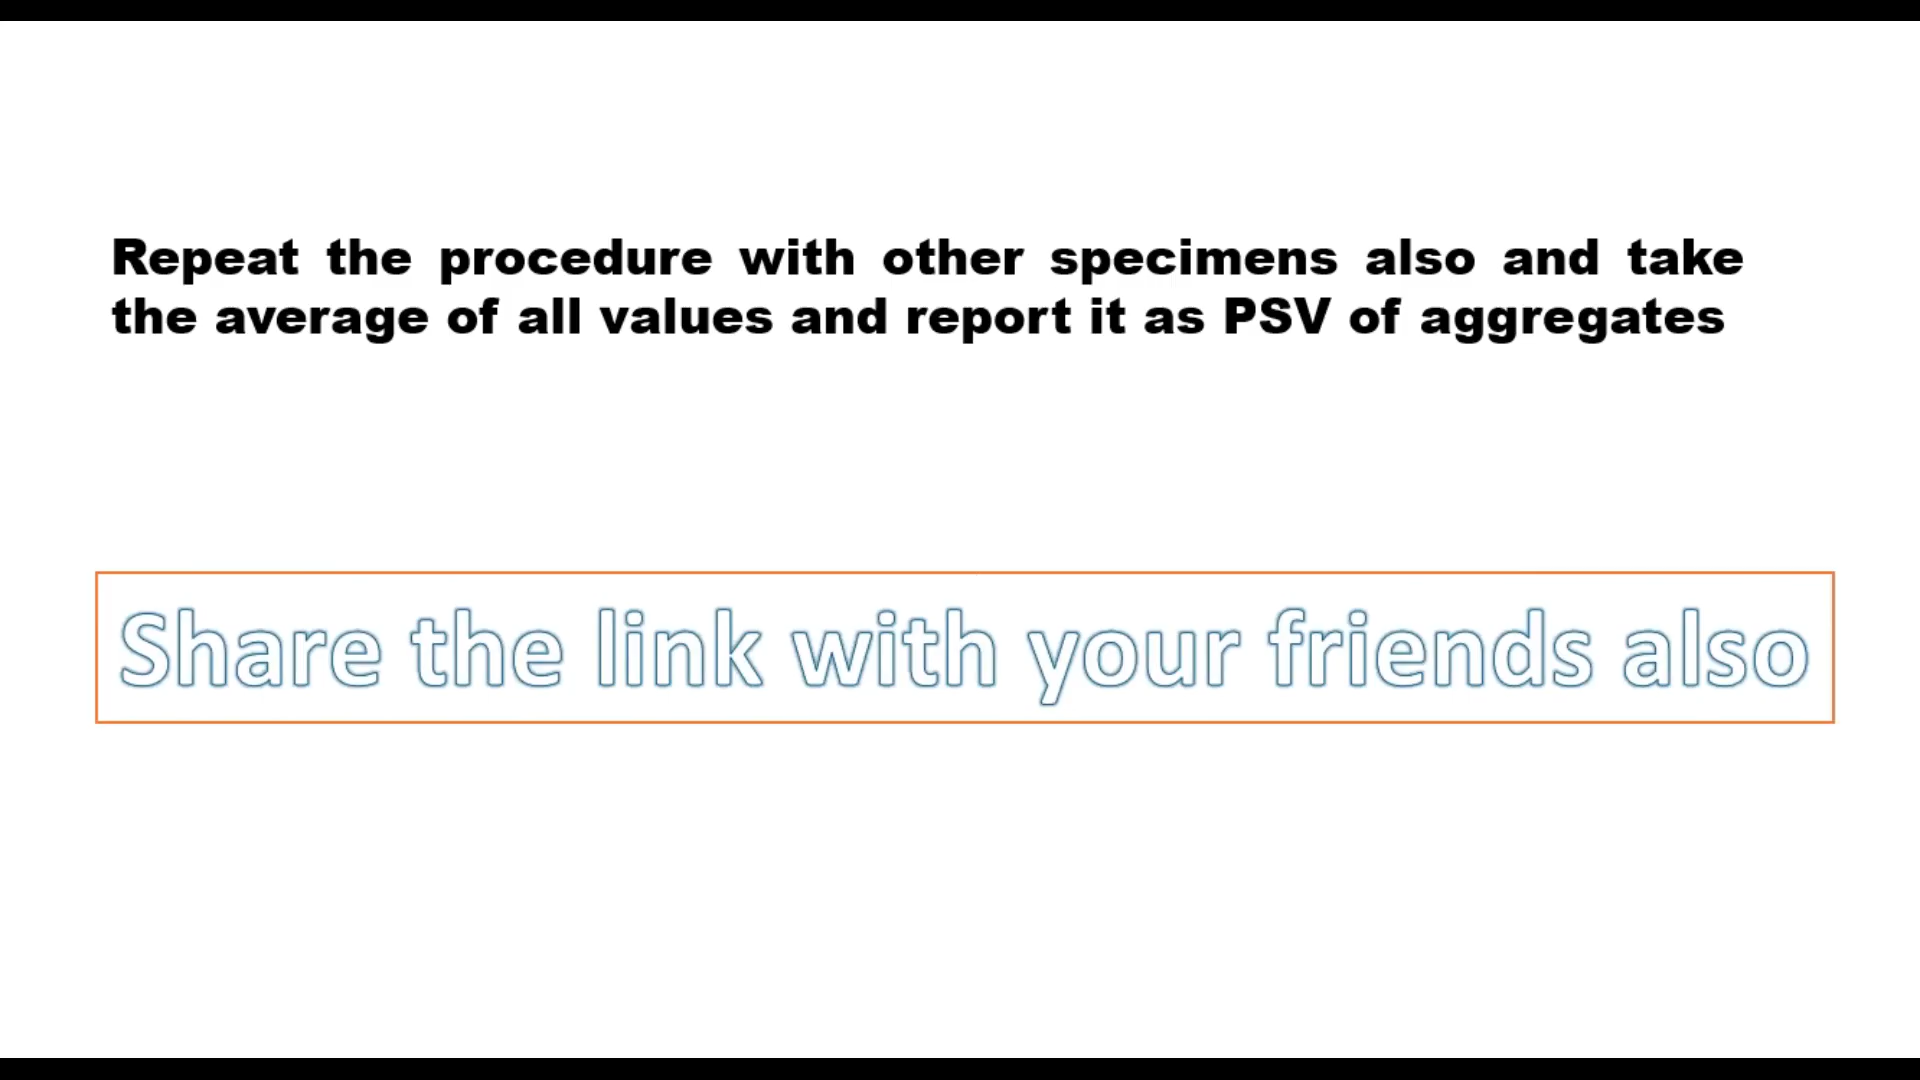 Repeat the procedure with other specimens also and take
the average of all values and report it as PSV of aggregates
Share the link with your friends also